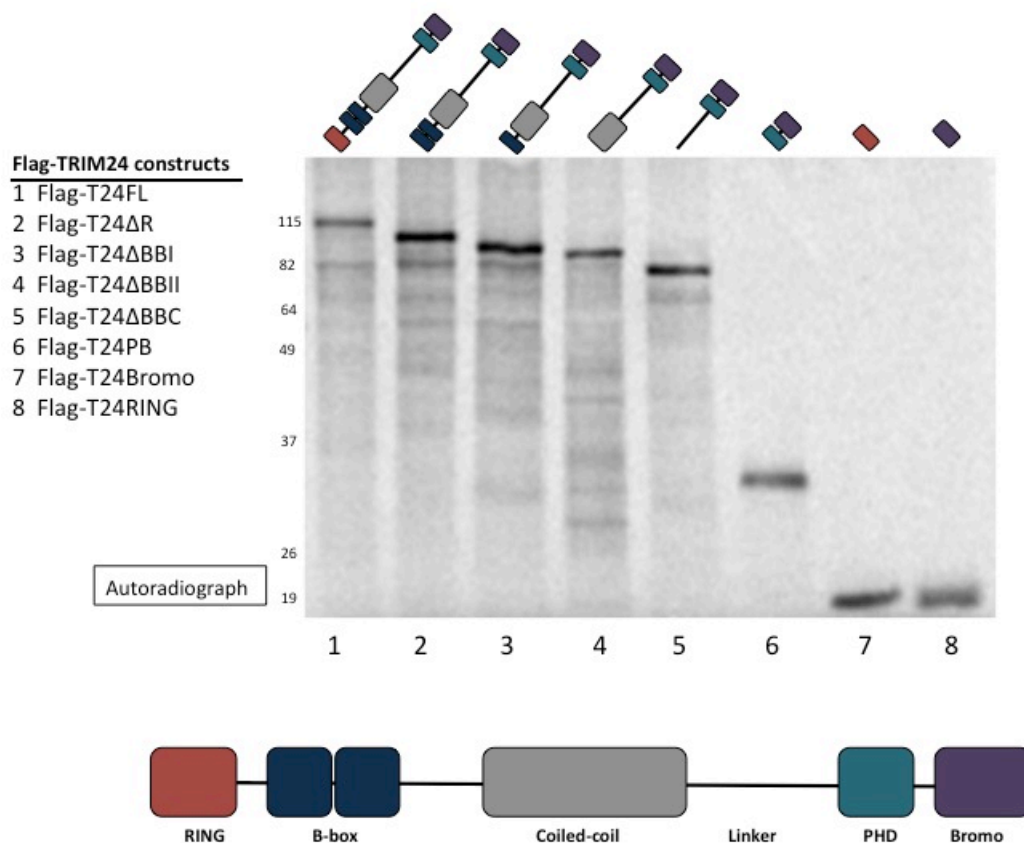 Flag-TRIM24 constructs
1 Flag-T24FL
2 Flag-T24ΔR
3 Flag-T24ΔBBI
4 Flag-T24ΔBBII
5 Flag-T24ΔBBC
6 Flag-T24PB
7 Flag-T24Bromo
8 Flag-T24RING
115
82
64
49
37
26
19
Autoradiograph
1 2 3 4 5 6 7 8
RING B-box Coiled-coil Linker PHD Bromo